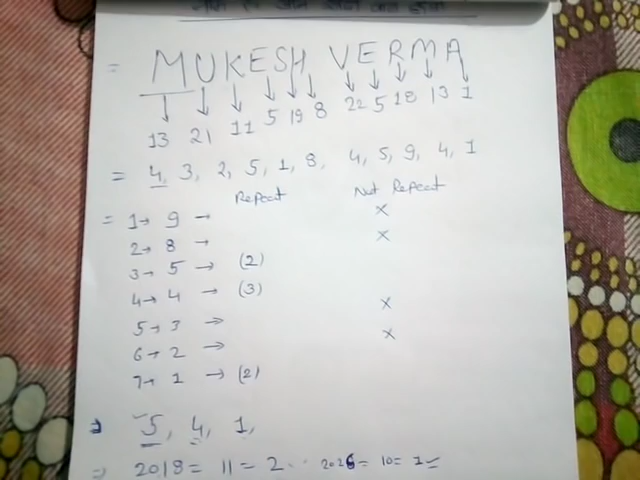 = MUKESH VERMA
13 21 11 5 19 8 22 5 18 13 1
= 4, 3, 2, 5, 1, 8, 4, 5, 9, 4, 1
Repeat Not Repeat
= 1→ 9 → ×
2→ 8 → ×
3→ 5 → (2)
4→ 4 → (3)
5→ 3 → ×
6→ 2 → ×
7→ 1 → (2)
⇒ 5, 4, 1,
⇒ 2018 = 11 = 2.. 2026 = 10 = 1